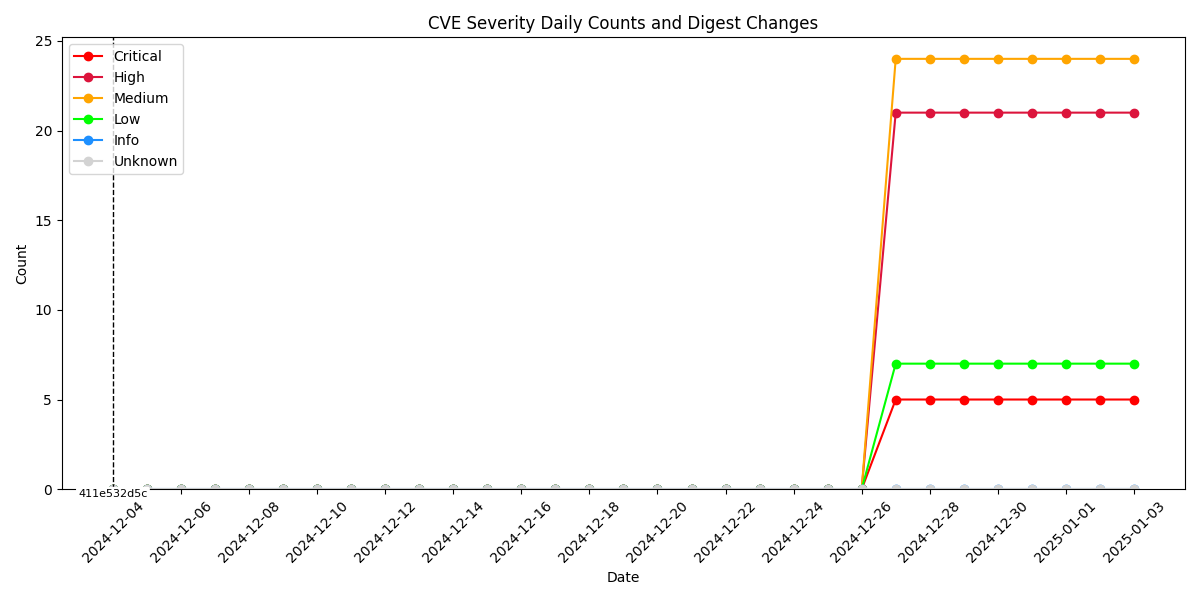 CVE Severity Daily Counts and Digest Changes
25
20
15
10
5
0
Count
Critical
High
Medium
Low
Info
Unknown
411e532d5c
2024-12-04
2024-12-06
2024-12-08
2024-12-10
2024-12-12
2024-12-14
2024-12-16
2024-12-18
2024-12-20
2024-12-22
2024-12-24
2024-12-26
2024-12-28
2024-12-30
2025-01-01
2025-01-03
Date